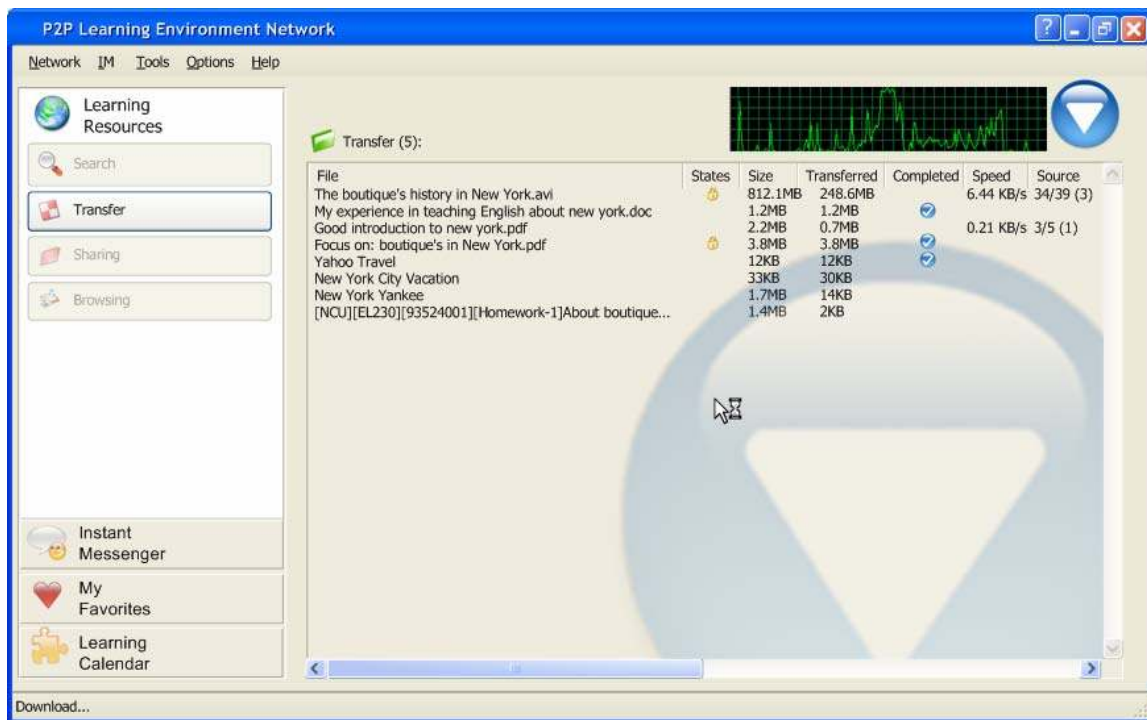 P2P Learning Environment Network
Network IM Tools Options Help
Learning
Resources
Search
Transfer
Sharing
Browsing
Instant
Messenger
My
Favorites
Learning
Calendar
Transfer (5):
File States Size Transferred Completed Speed Source
The boutique's history in New York.avi 812.1MB 248.6MB 6.44 KB/s 34/39 (3)
My experience in teaching English about new york.doc 1.2MB 1.2MB
Good introduction to new york.pdf 2.2MB 0.7MB 0.21 KB/s 3/5 (1)
Focus on: boutique's in New York.pdf 3.8MB 3.8MB
Yahoo Travel 12KB 12KB
New York City Vacation 33KB 30KB
New York Yankee 1.7MB 14KB
[NCU][EL230][93524001][Homework-1]About boutique... 1.4MB 2KB
Download...